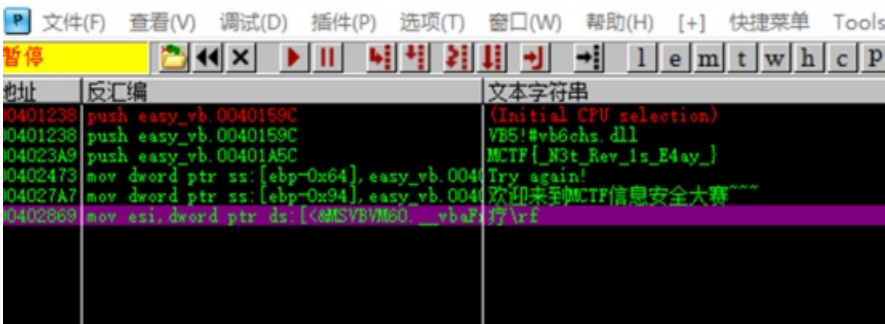 P 文件(F) 查看(V) 调试(D) 插件(P) 选项(T) 窗口(W) 帮助(H) [+] 快捷菜单 Tools
暂停 l e m t w h c P
地址 反汇编 文本字符串
00401238 push easy_vb.0040159C (Initial CPU selection)
00401238 push easy_vb.0040159C VB5!#vb6chs.dll
004023A9 push easy_vb.00401A5C MCTF{_N3t_Rev_1s_E4ay_}
00402473 mov dword ptr ss:[ebp-0x64],easy_vb.0040 Try again!
004027A7 mov dword ptr ss:[ebp-0x94],easy_vb.0040 欢迎来到MCTF信息安全大赛~~~
00402869 mov esi,dword ptr ds:[<&MSVBVM60.__vbaF 疗\rf